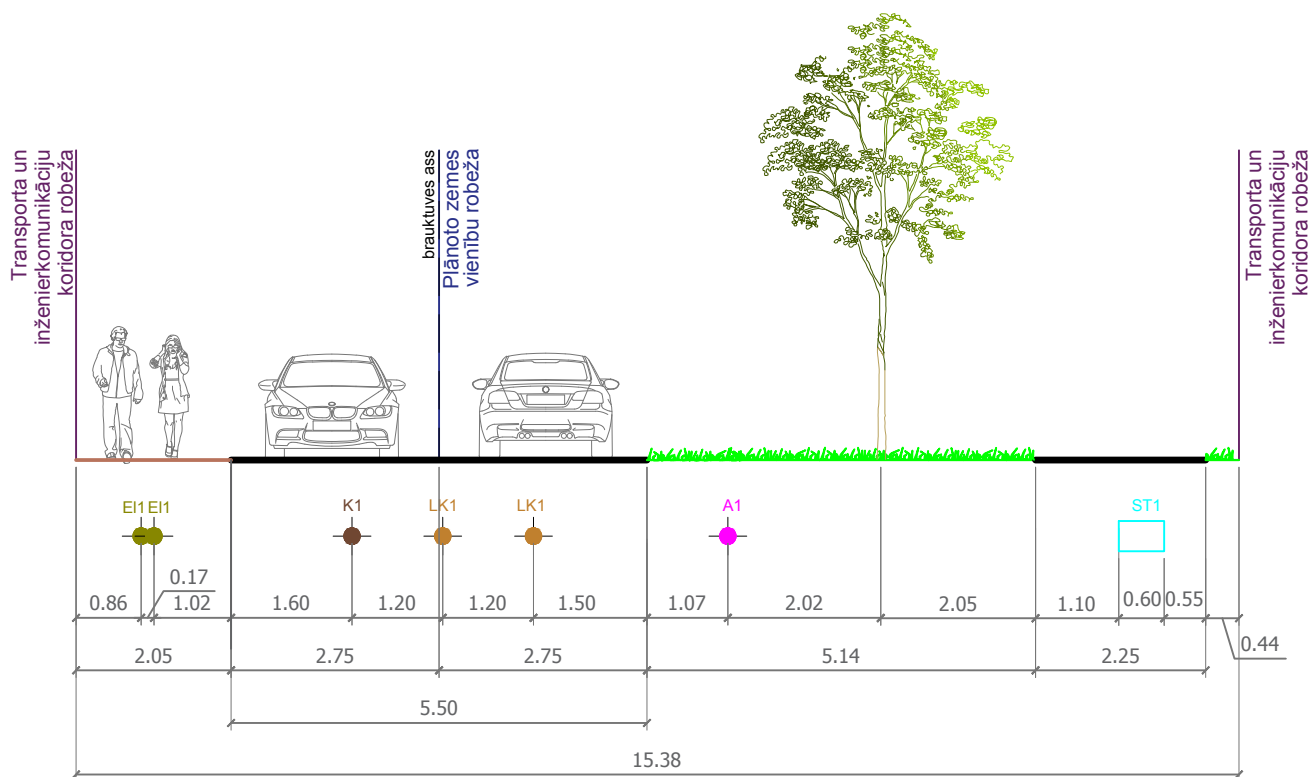 Transporta un
inženierkomunikāciju
koridora robeža
brauktuves ass
Plānoto zemes
vienību robeža
Transporta un
inženierkomunikāciju
koridora robeža
El1 El1 K1 LK1 LK1 A1 ST1
0.86 0.17 1.02 1.60 1.20 1.20 1.50 1.07 2.02 2.05 1.10 0.60 0.55 0.44
2.05 2.75 2.75 5.14 2.25
5.50
15.38